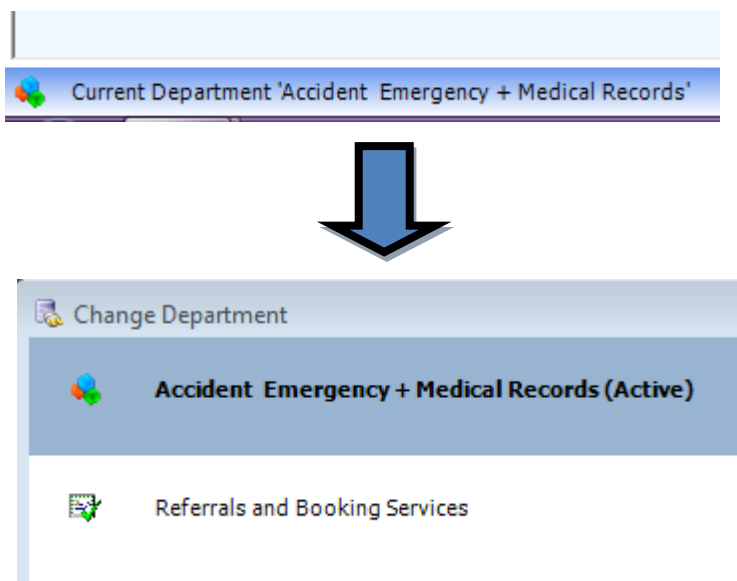 Current Department 'Accident  Emergency + Medical Records'
Change Department
Accident  Emergency + Medical Records (Active)
Referrals and Booking Services